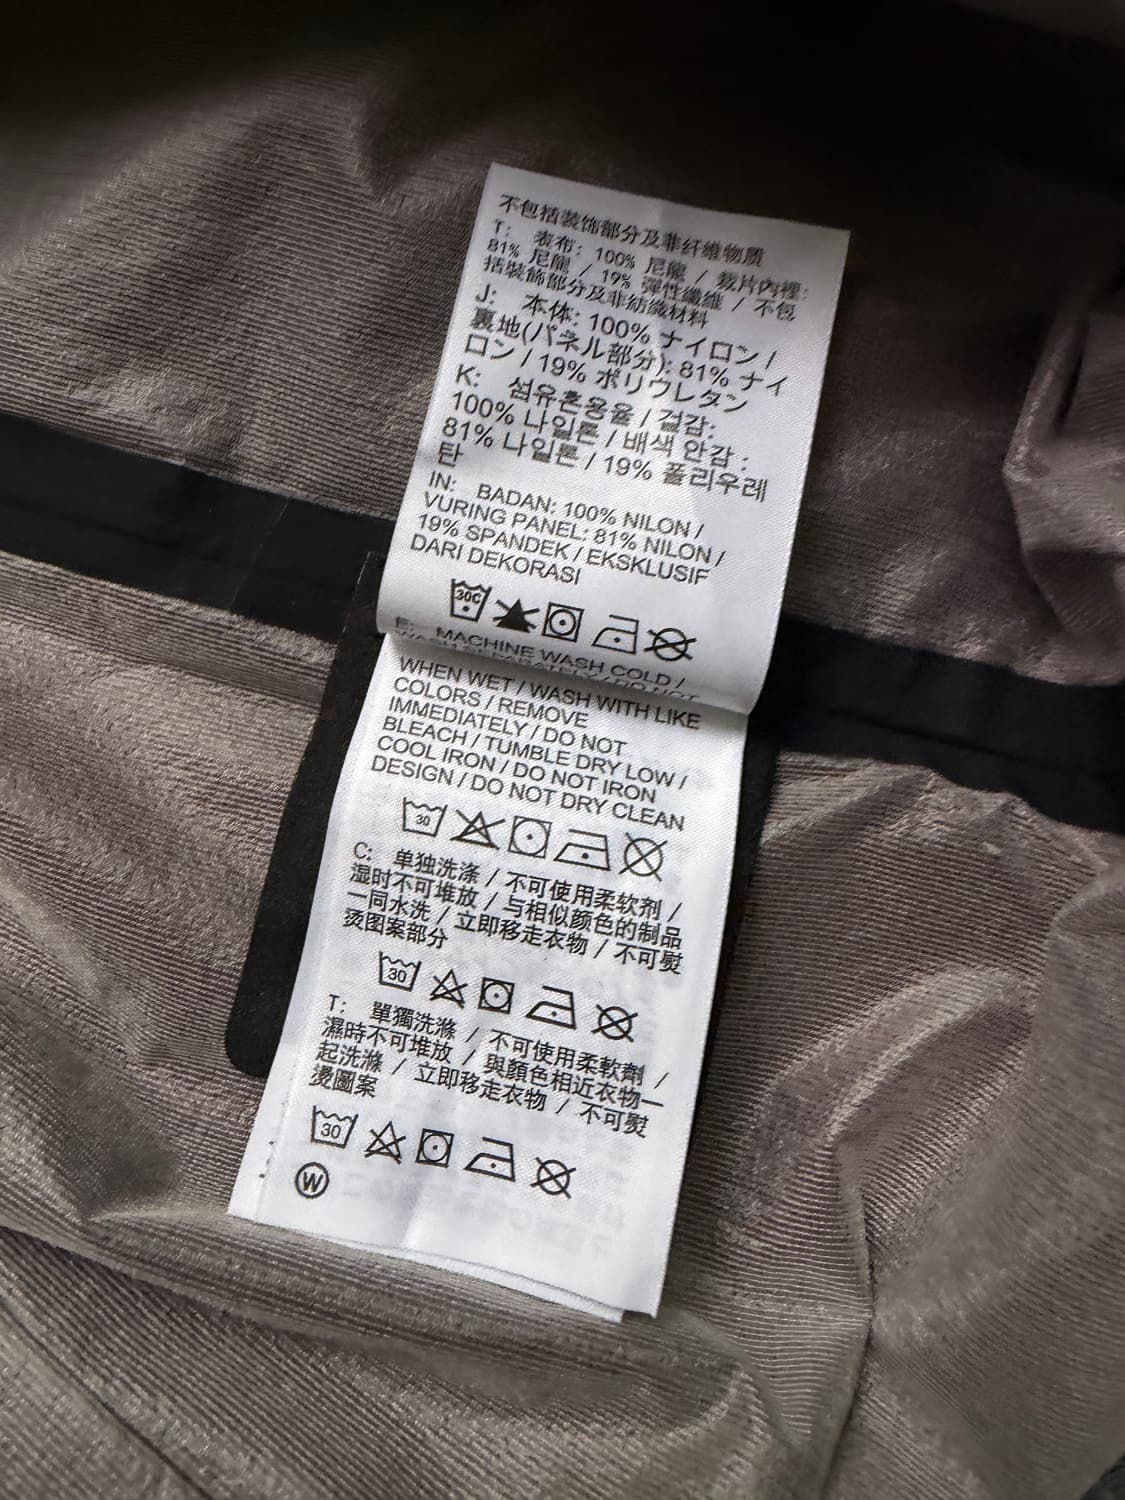 不包括装饰部分及非纤维物质
T: 表布: 100% 尼龍 / 裁片內裡:
81% 尼龍 / 19% 彈性纖維 / 不包
括裝飾部分及非紡織材料
J: 本体: 100% ナイロン /
裏地(パネル部分): 81% ナイ
ロン / 19% ポリウレタン
K: 섬유혼용율 / 겉감:
100% 나일론 / 배색 안감 :
81% 나일론 / 19% 폴리우레
탄
IN: BADAN: 100% NILON /
VURING PANEL: 81% NILON /
19% SPANDEK / EKSKLUSIF
DARI DEKORASI
30C
E: MACHINE WASH COLD /
WASH SEPARATELY / DO NOT
WHEN WET / WASH WITH LIKE
COLORS / REMOVE
IMMEDIATELY / DO NOT
BLEACH / TUMBLE DRY LOW /
COOL IRON / DO NOT IRON
DESIGN / DO NOT DRY CLEAN
30
C: 单独洗涤 / 不可使用柔软剂 /
湿时不可堆放 / 与相似颜色的制品
一同水洗 / 立即移走衣物 / 不可熨
烫图案部分
30
T: 單獨洗滌 / 不可使用柔軟劑 /
濕時不可堆放 / 與顏色相近衣物一
起洗滌 / 立即移走衣物 / 不可熨
燙圖案
30
W